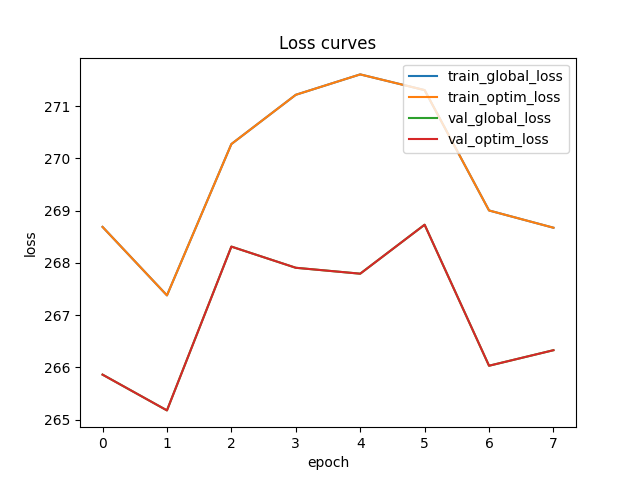 Loss curves
train_global_loss
train_optim_loss
val_global_loss
val_optim_loss
271
270
269
268
267
266
265
loss
0 1 2 3 4 5 6 7
epoch